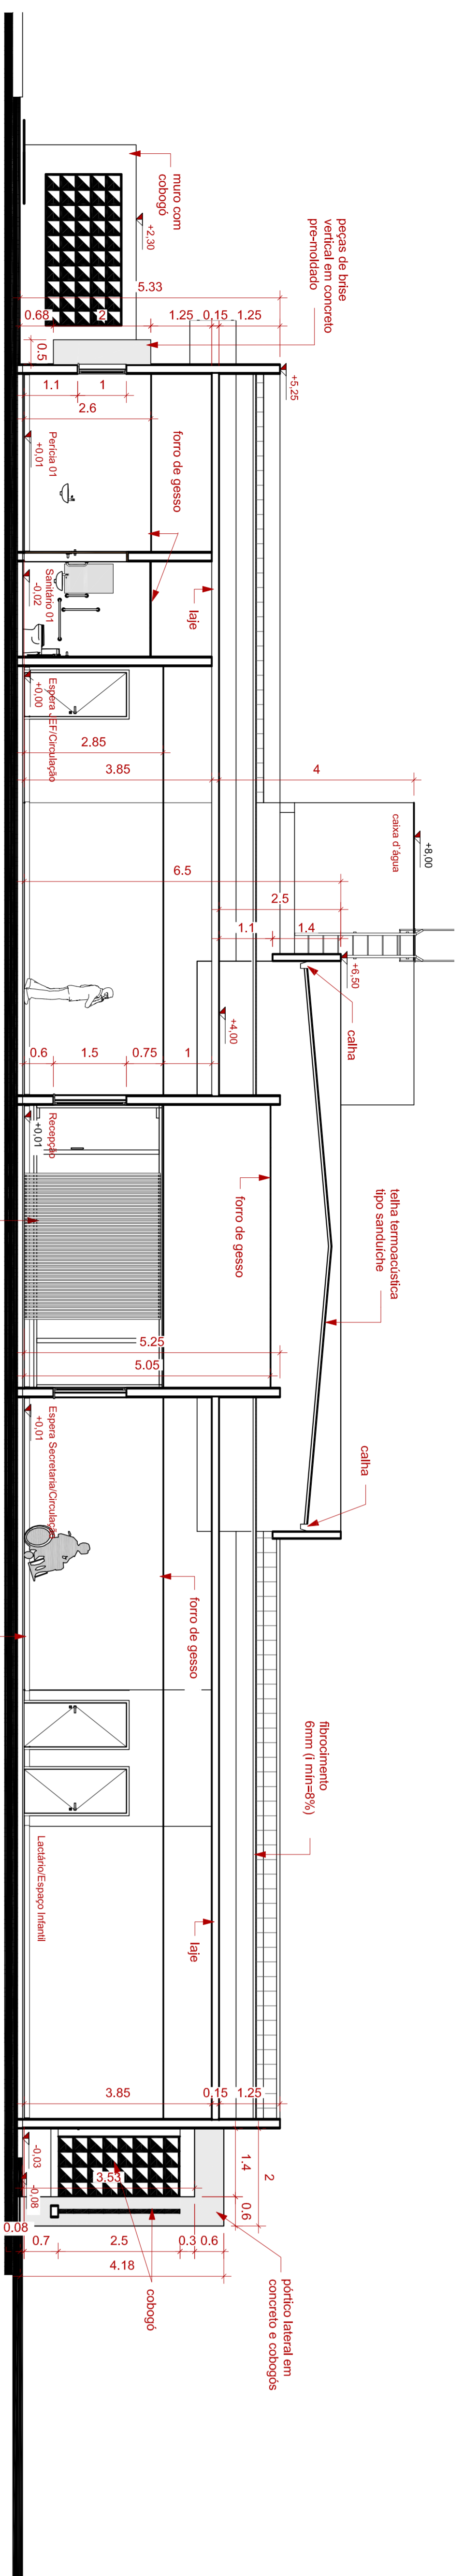 muro com
cobogó
+2,30
peças de brise
vertical em concreto
pre-moldado
5.33
0.68
2
1.25
0.15
1.25
0.5
+5,25
1.1
1
2.6
Perícia 01
+0,01
forro de gesso
Sanitário 01
-0,02
laje
Espera JEF/Circulação
+0,00
2.85
3.85
4
caixa d´água
+8,00
6.5
2.5
1.1
1.4
+6,50
calha
+4,00
0.6
1.5
0.75
1
Recepção
+0,01
forro de gesso
telha termoacústica
tipo sanduíche
5.25
5.05
calha
Espera Secretaria/Circulação
+0,01
forro de gesso
fibrocimento
6mm (i mín=8%)
Lactário/Espaço Infantil
laje
3.85
0.15
1.25
-0,03
-0,08
3.53
1.4
2
0.6
0.08
0.7
2.5
0.3
0.6
4.18
cobogó
pórtico lateral em
concreto e cobogós